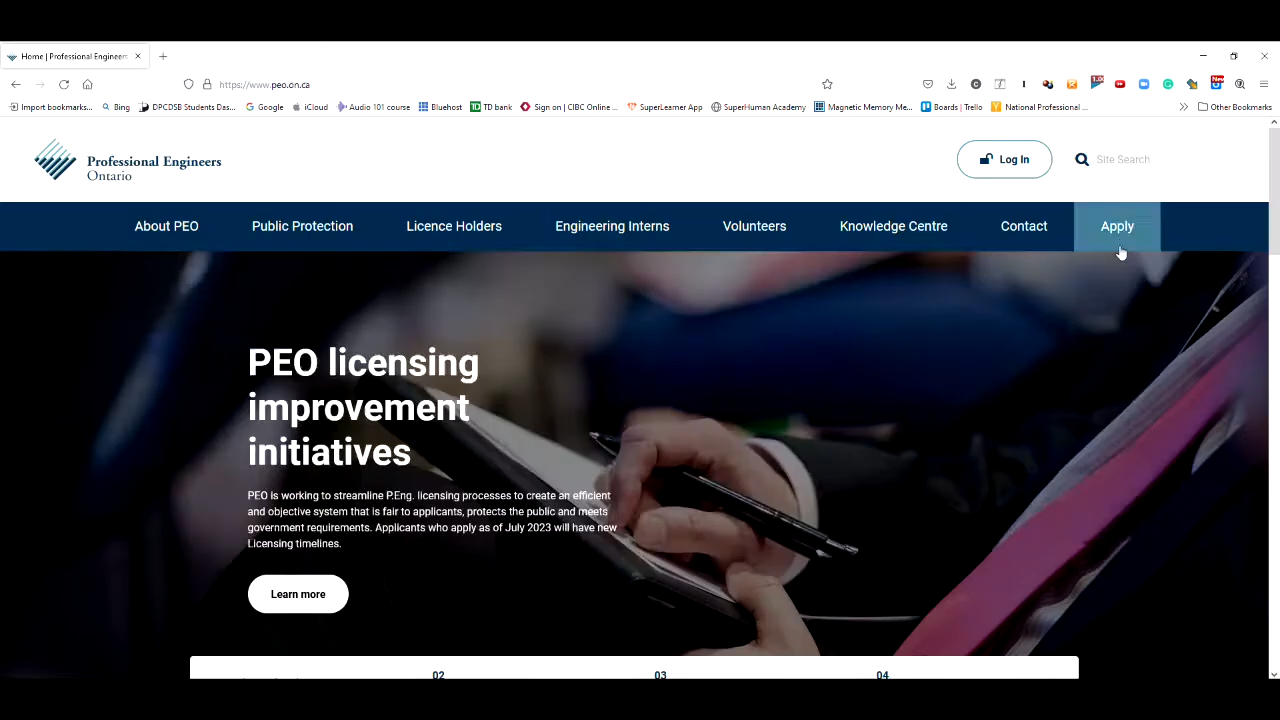 Home | Professional Engineers
https://www.peo.on.ca
1.00
New
Import bookmarks...
Bing
DPCDSB Students Das...
Google
iCloud
Audio 101 course
Bluehost
TD bank
Sign on | CIBC Online ...
SuperLearner App
SuperHuman Academy
Magnetic Memory Me...
Boards | Trello
National Professional ...
Other Bookmarks
Professional Engineers
Ontario
Log In
Site Search
About PEO
Public Protection
Licence Holders
Engineering Interns
Volunteers
Knowledge Centre
Contact
Apply
PEO licensing
improvement
initiatives
PEO is working to streamline P.Eng. licensing processes to create an efficient
and objective system that is fair to applicants, protects the public and meets
government requirements. Applicants who apply as of July 2023 will have new
Licensing timelines.
Learn more
02
03
04